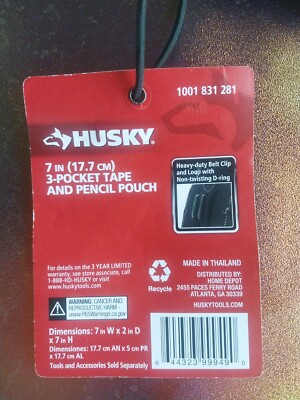 1001 831 281
HUSKY
7 IN (17.7 CM)
3-POCKET TAPE
AND PENCIL POUCH
Heavy-duty Belt Clip
and Loop with
Non-twisting D-ring
For details on the 3 YEAR LIMITED
warranty, see store associate, call
1-888-HD-HUSKY or visit
www.huskytools.com
WARNING: CANCER AND
REPRODUCTIVE HARM -
www.P65Warnings.ca.gov
Dimensions: 7 in W x 2 in D
x 7 in H
Dimensiones: 17.7 cm AN x 5 cm PR
x 17.7 cm AL
Tools and Accessories Sold Separately
Recycle
MADE IN THAILAND
DISTRIBUTED BY:
HOME DEPOT
2455 PACES FERRY ROAD
ATLANTA, GA 30339
HUSKYTOOLS.COM
6 44323 99949 0